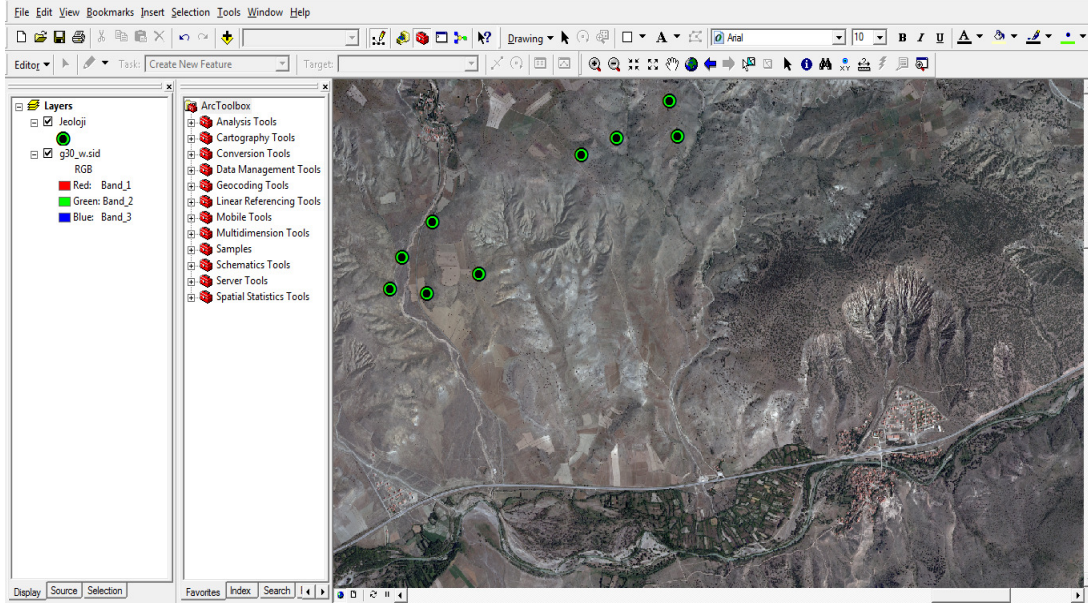 File Edit View Bookmarks Insert Selection Tools Window Help
Drawing A Arial 10 B I U A
Editor Task: Create New Feature Target:
Layers
Jeoloji
g30_w.sid
RGB
Red: Band_1
Green: Band_2
Blue: Band_3
Display Source Selection
ArcToolbox
Analysis Tools
Cartography Tools
Conversion Tools
Data Management Tools
Geocoding Tools
Linear Referencing Tools
Mobile Tools
Multidimension Tools
Samples
Schematics Tools
Server Tools
Spatial Statistics Tools
Favorites Index Search